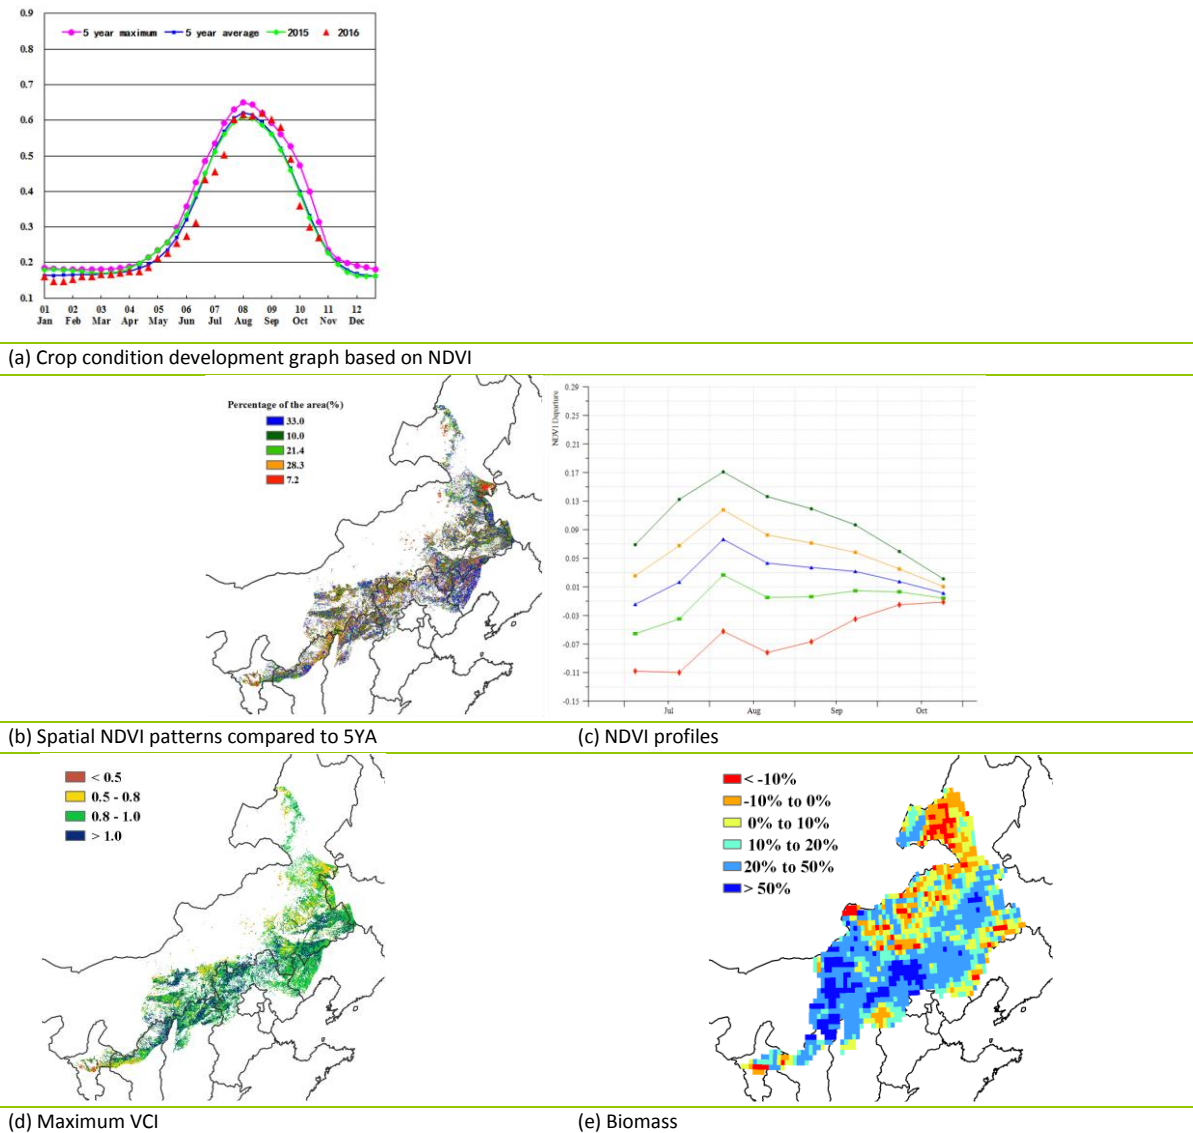 0.9
5 year maximum 5 year average 2015 2016
0.8
0.7
0.6
0.5
0.4
0.3
0.2
0.1
01 02 03 04 05 06 07 08 09 10 11 12
Jan Feb Mar Apr May Jun Jul Aug Sep Oct Nov Dec
(a) Crop condition development graph based on NDVI
Percentage of the area(%)
33.0
10.0
21.4
28.3
7.2
NDVI Departure
0.29
0.25
0.21
0.17
0.13
0.09
0.05
0.01
-0.03
-0.07
-0.11
-0.15
Jul Aug Sep Oct
(b) Spatial NDVI patterns compared to 5YA (c) NDVI profiles
< 0.5
0.5 - 0.8
0.8 - 1.0
> 1.0
< -10%
-10% to 0%
0% to 10%
10% to 20%
20% to 50%
> 50%
(d) Maximum VCI (e) Biomass